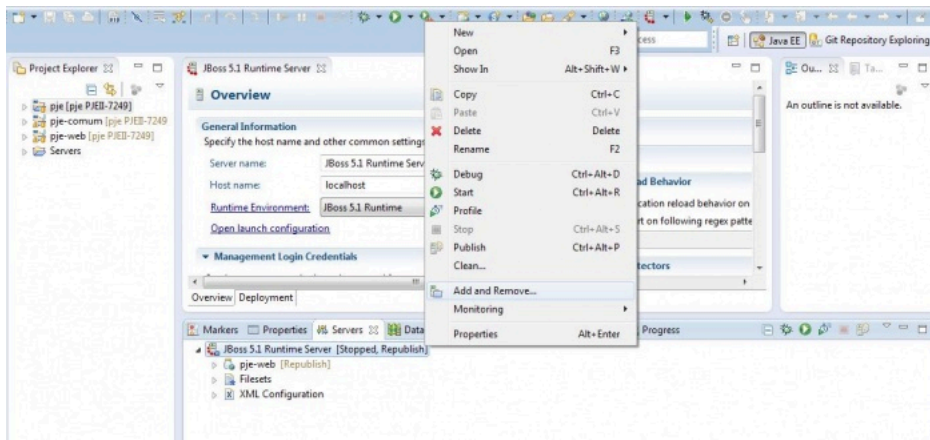 cess
Java EE
Git Repository Exploring
Project Explorer
pje [pje PJEII-7249]
pje-comum [pje PJEII-7249
pje-web [pje PJEII-7249]
Servers
JBoss 5.1 Runtime Server
Overview
General Information
Specify the host name and other common settings
Server name:
JBoss 5.1 Runtime Serv
Host name:
localhost
Runtime Environment:
JBoss 5.1 Runtime
Open launch configuration
Management Login Credentials
Overview
Deployment
New
Open F3
Show In Alt+Shift+W
Copy Ctrl+C
Paste Ctrl+V
Delete Delete
Rename F2
Debug Ctrl+Alt+D
Start Ctrl+Alt+R
Profile
Stop Ctrl+Alt+S
Publish Ctrl+Alt+P
Clean...
Add and Remove...
Monitoring
Properties Alt+Enter
ad Behavior
cation reload behavior on
rt on following regex patte
tectors
Ou...
Ta...
An outline is not available.
Markers
Properties
Servers
Data
Progress
JBoss 5.1 Runtime Server [Stopped, Republish]
pje-web [Republish]
Filesets
XML Configuration